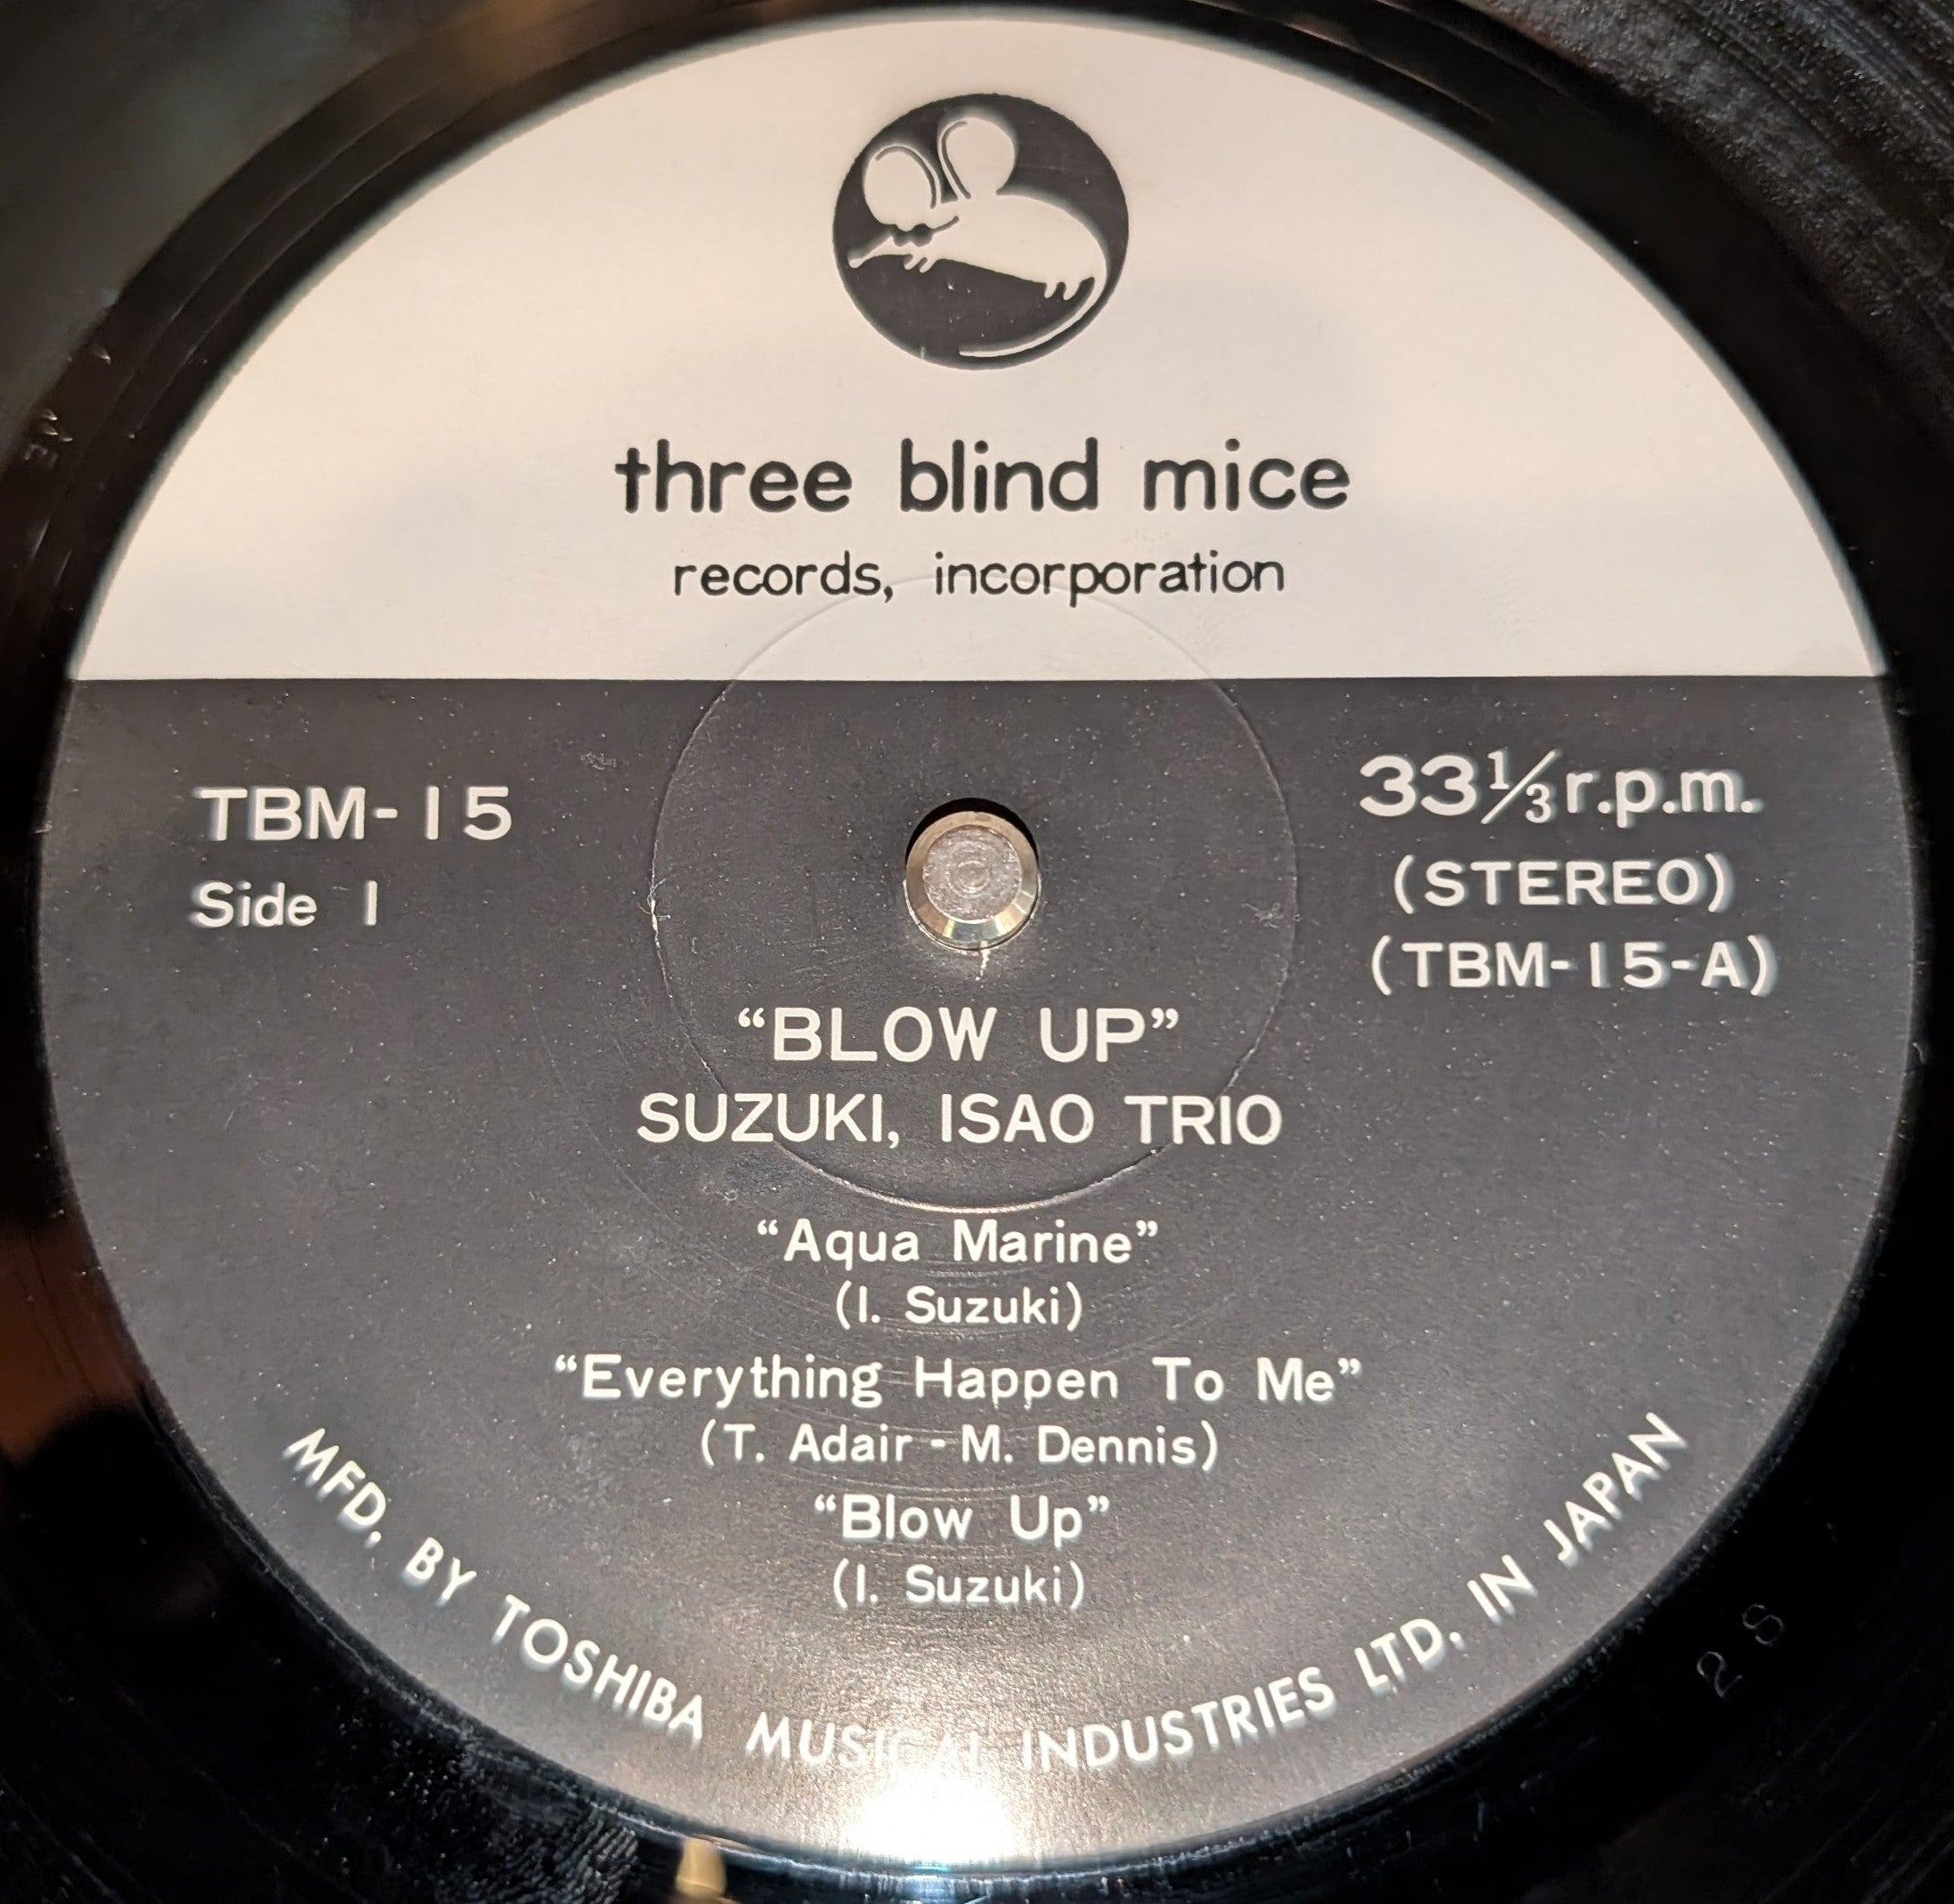 three blind mice
records, incorporation
TBM-15
Side 1
33⅓ r.p.m.
(STEREO)
(TBM-15-A)
“BLOW UP”
SUZUKI, ISAO TRIO
“Aqua Marine”
(I. Suzuki)
“Everything Happen To Me”
(T. Adair - M. Dennis)
“Blow Up”
(I. Suzuki)
MFD. BY TOSHIBA MUSICAL INDUSTRIES LTD. IN JAPAN
2 S